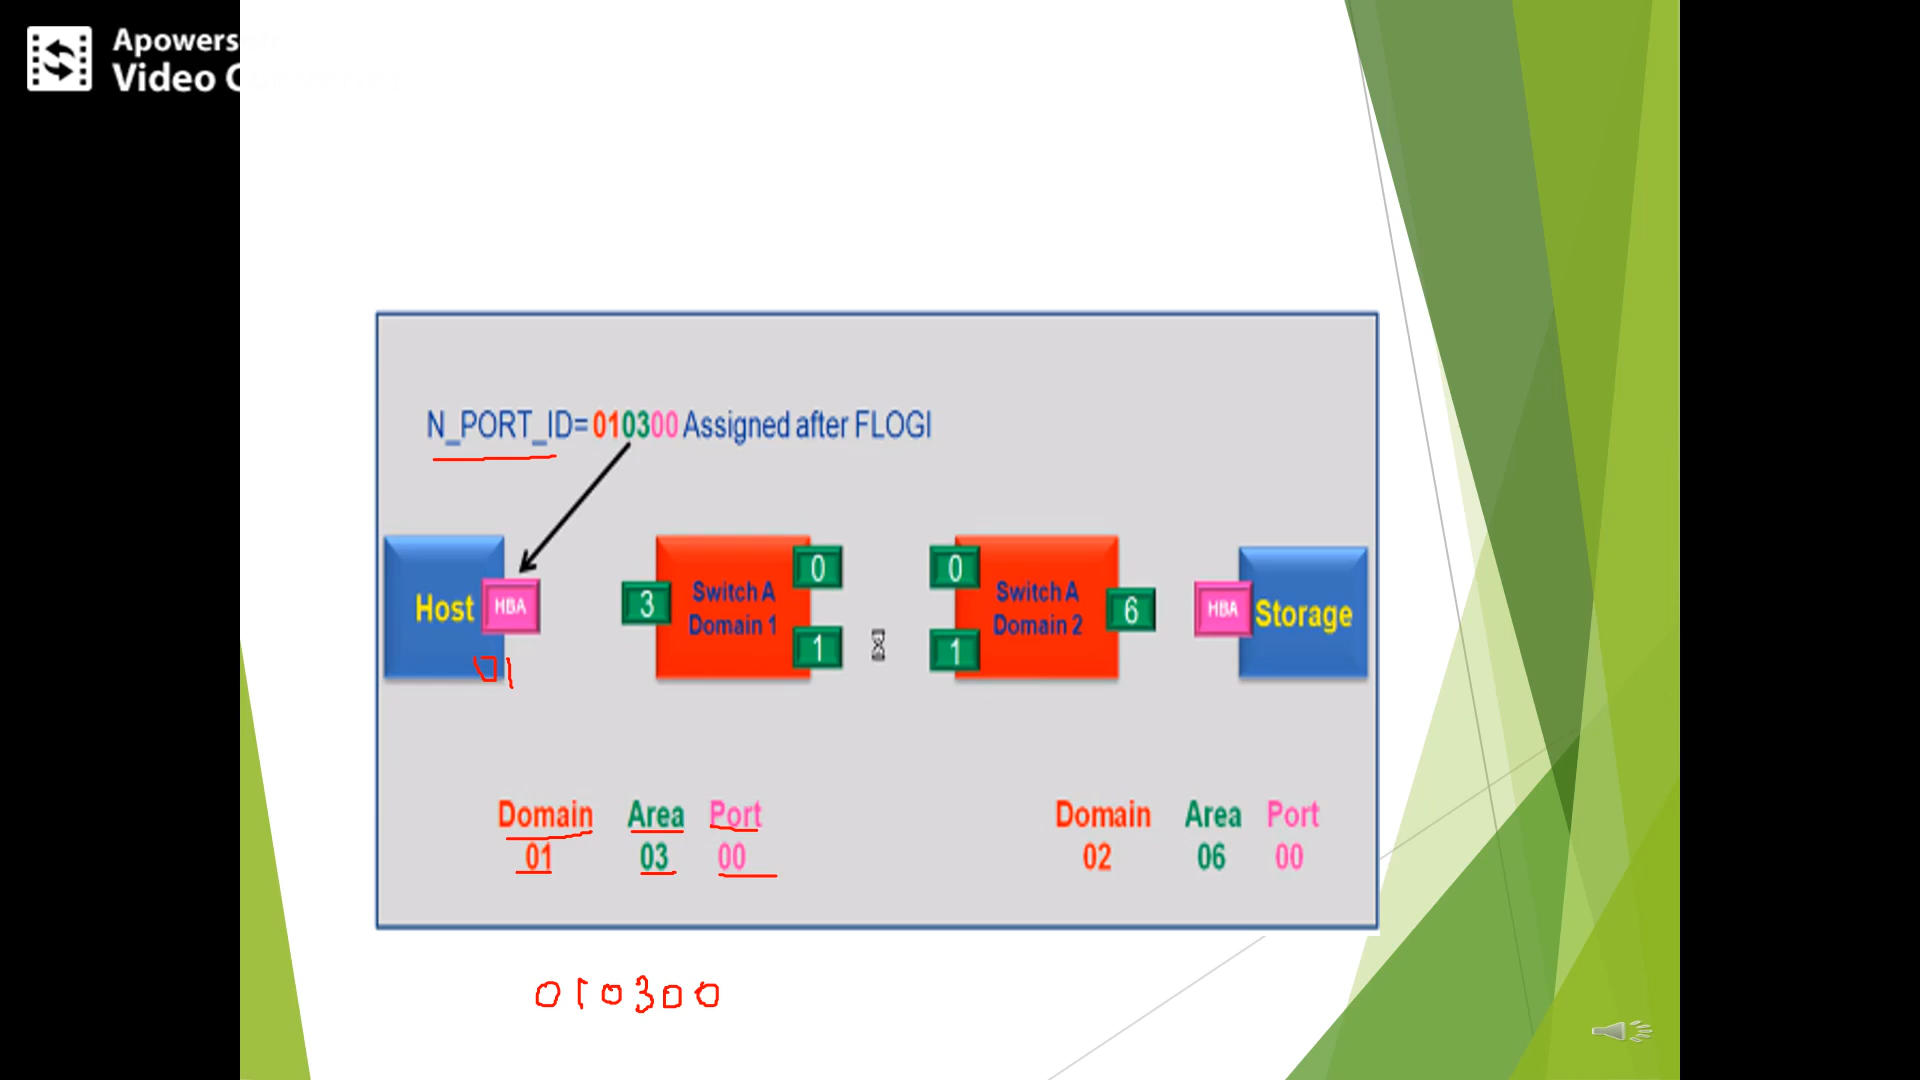 Apowers
Video C
N_PORT_ID= 010300 Assigned after FLOGI
Host HBA
3 Switch A Domain 1 0 1
0 1 Switch A Domain 2 6
HBA Storage
01
Domain Area Port
01 03 00
Domain Area Port
02 06 00
010300